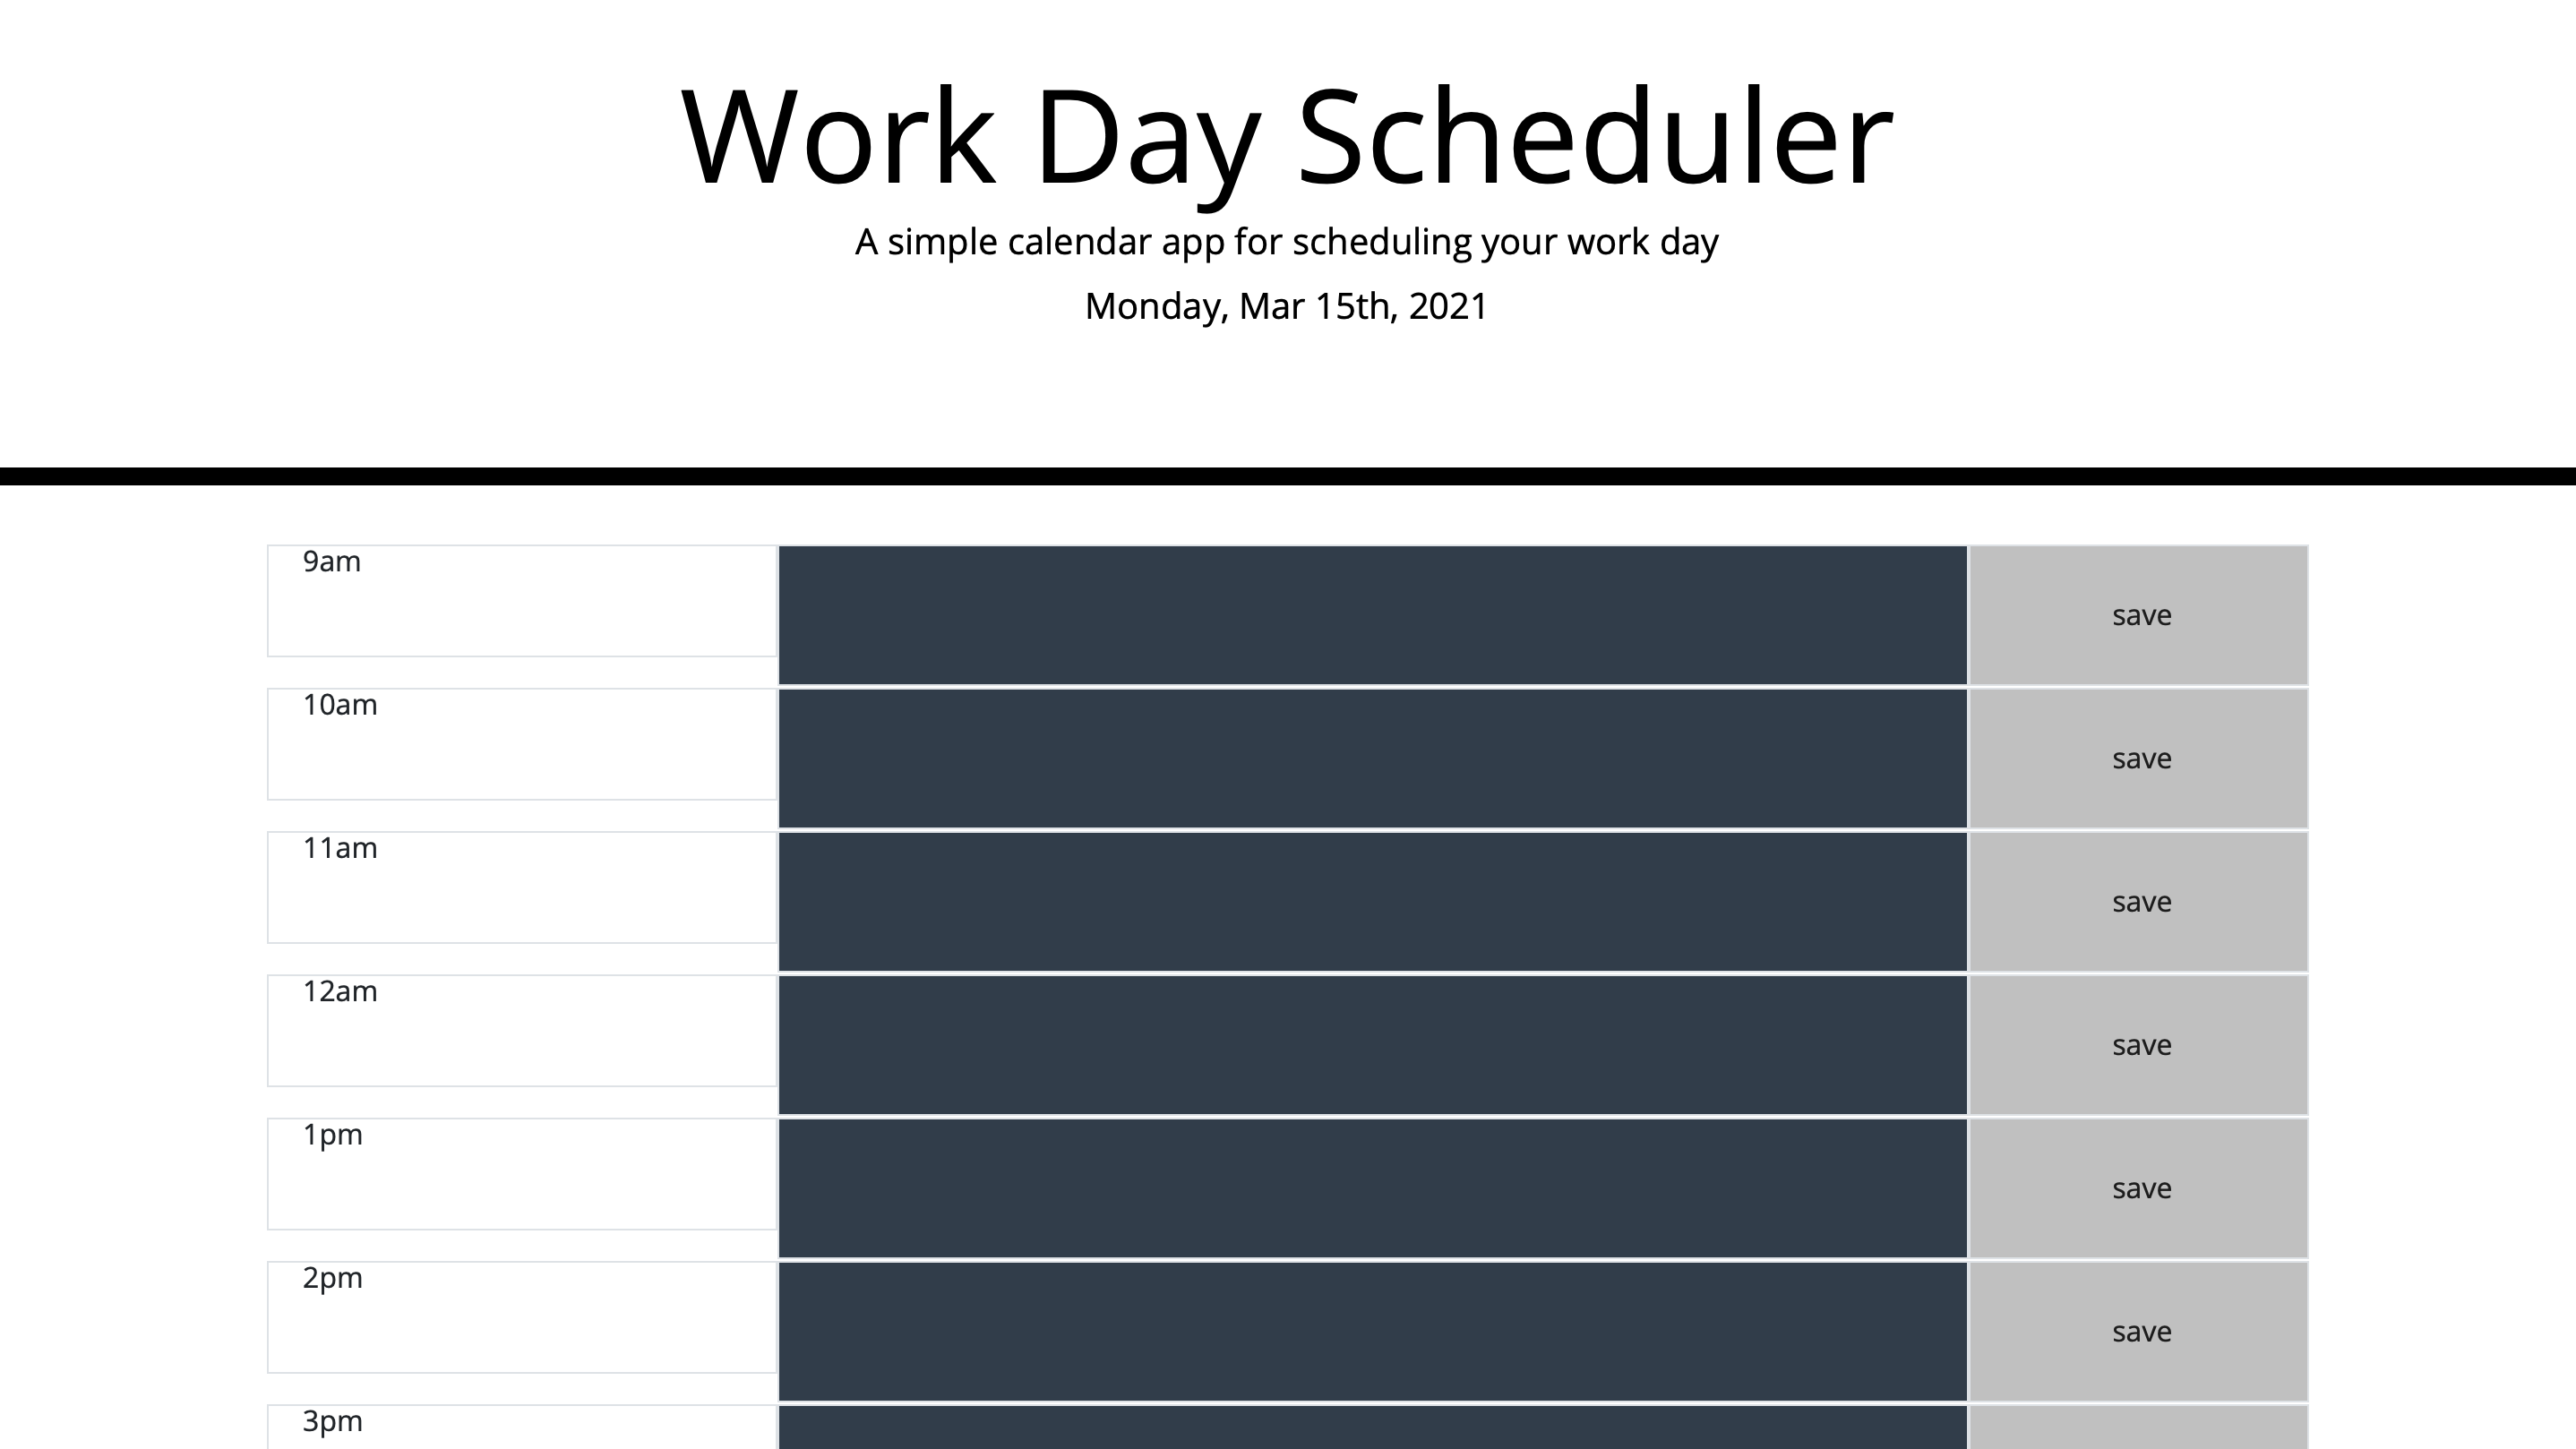 Work Day Scheduler
A simple calendar app for scheduling your work day
Monday, Mar 15th, 2021
9am
save
10am
save
11am
save
12am
save
1pm
save
2pm
save
3pm